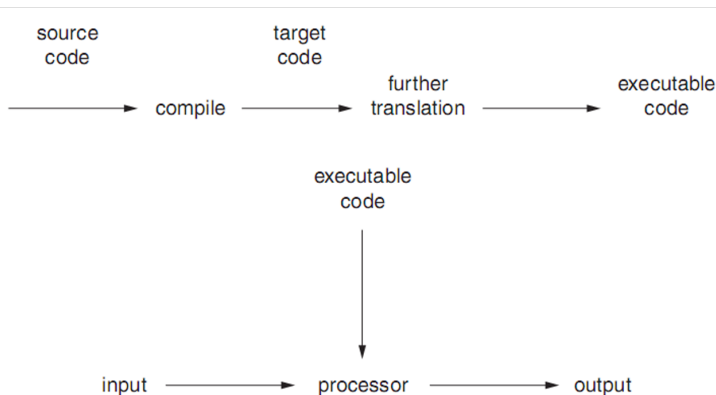 source
code
target
code
further
translation
executable
code
compile
executable
code
input
processor
output